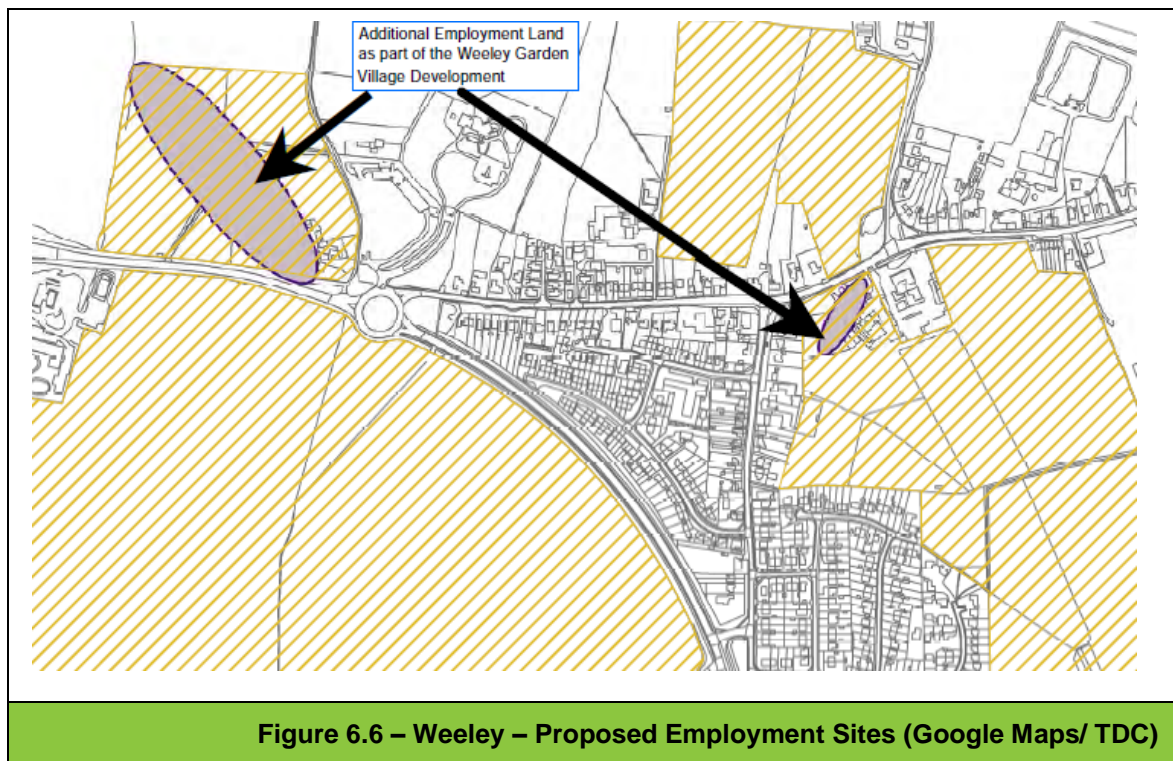 Additional Employment Land
as part of the Weeley Garden
Village Development
Figure 6.6 – Weeley – Proposed Employment Sites (Google Maps/ TDC)